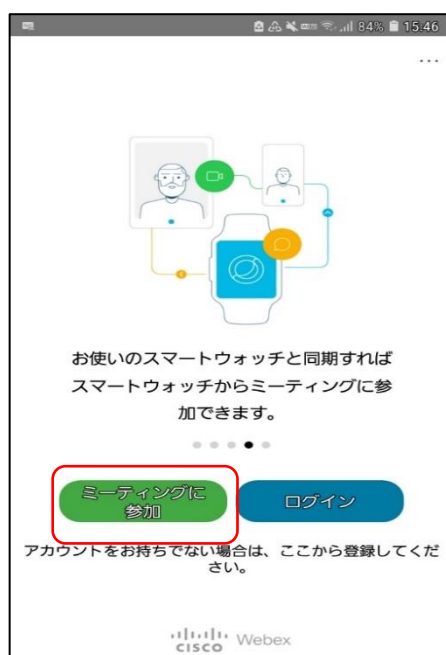 84% 15:46
...
お使いのスマートウォッチと同期すれば
スマートウォッチからミーティングに参
加できます。
ミーティングに
参加
ログイン
アカウントをお持ちでない場合は、ここから登録してくだ
さい。
CISCO Webex